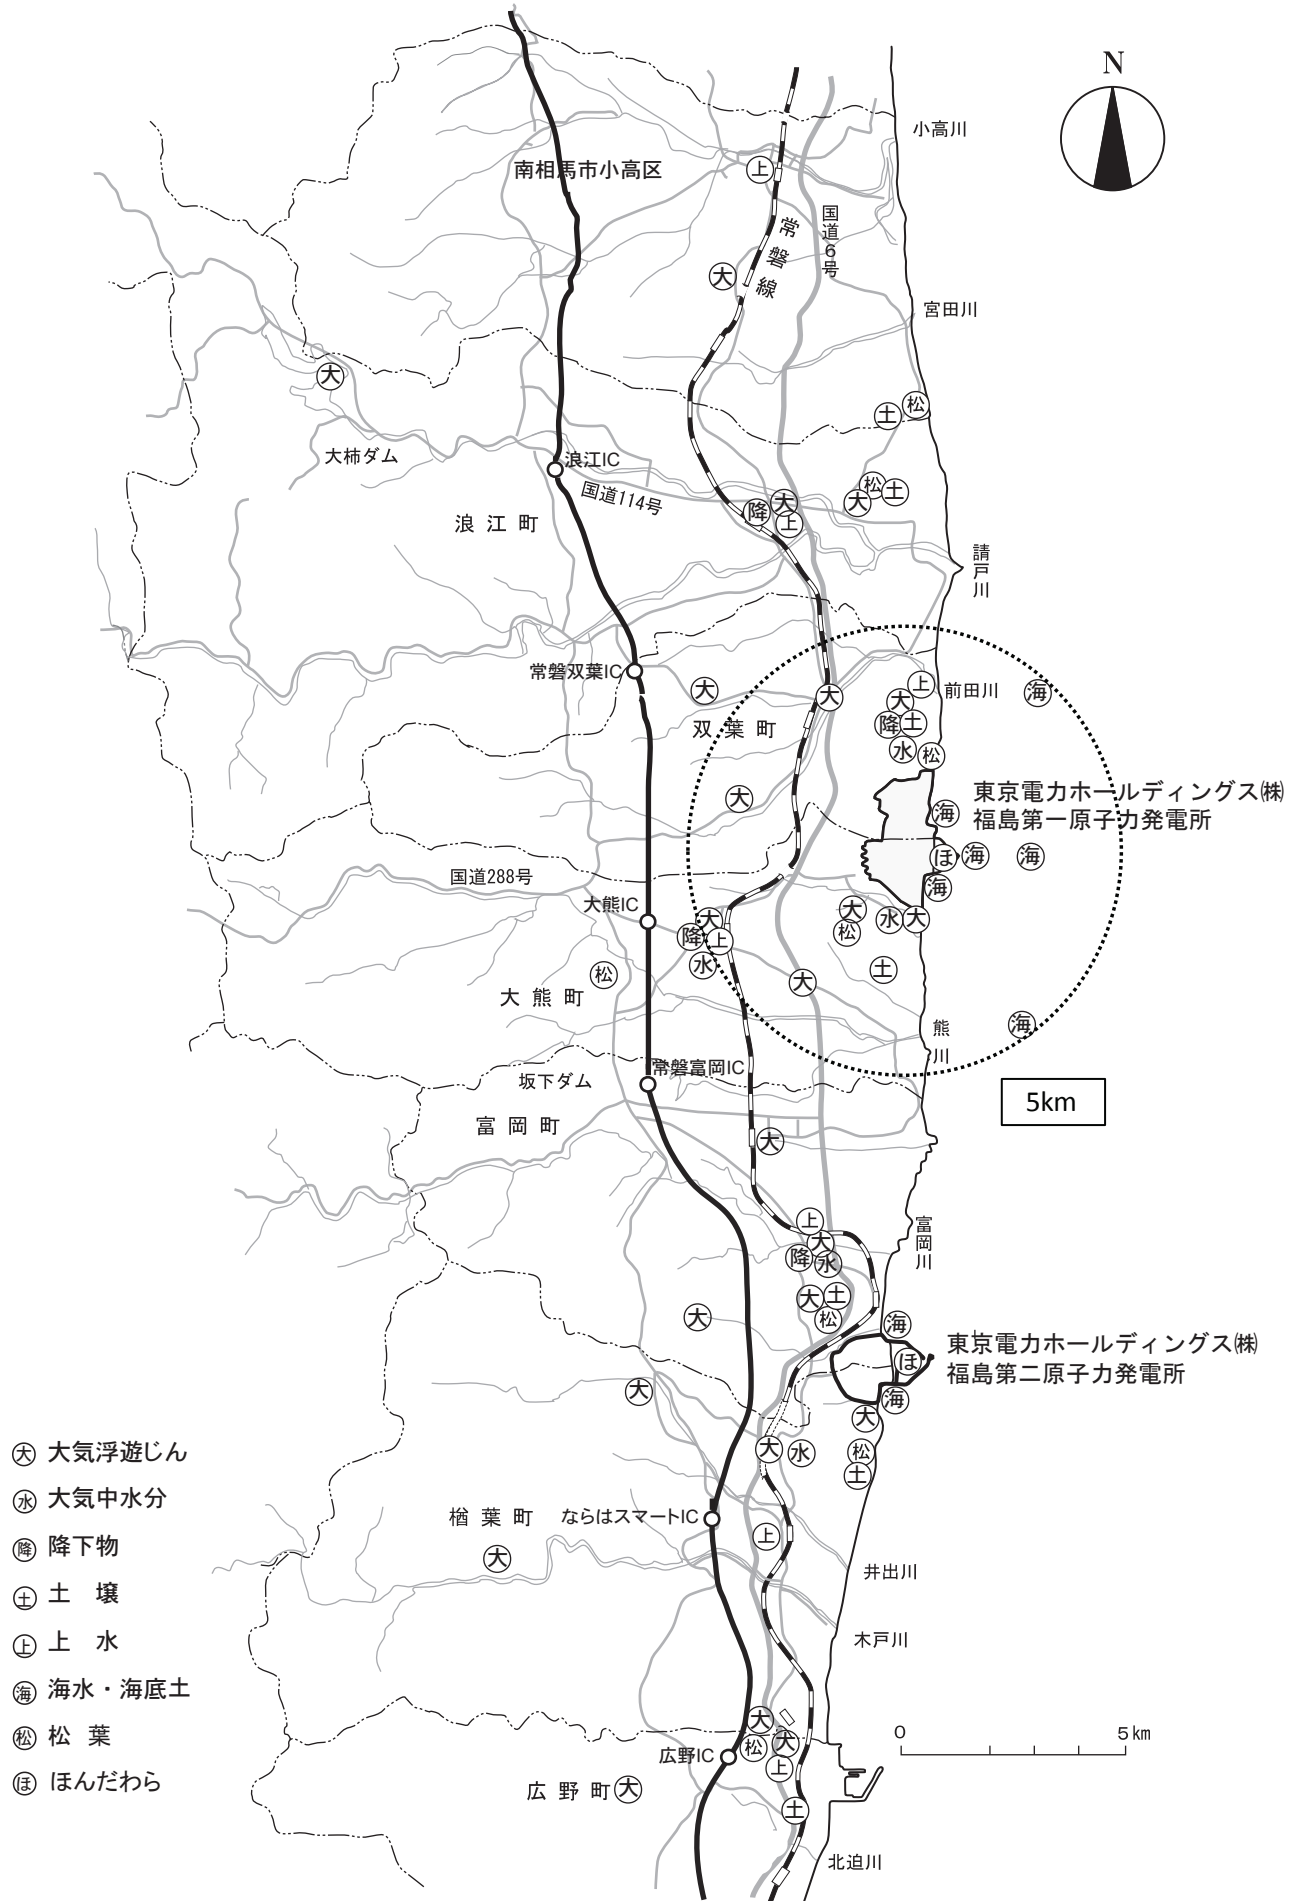 N
小高川
南相馬市小高区
上
国道6号
常磐線
大
宮田川
大
松
土
大柿ダム
浪江IC
国道114号
松
土
大
大
降
上
浪江町
請戸川
常磐双葉IC
大
大
上
前田川
海
大
双葉町
降
土
水
松
大
東京電力ホールディングス㈱
福島第一原子力発電所
海
ほ
海
海
海
国道288号
大熊IC
大
降
上
水
大
松
水
大
土
大
松
大熊町
海
熊川
坂下ダム
常磐富岡IC
5km
富岡町
大
上
大
降
水
富岡川
大
土
松
大
海
東京電力ホールディングス㈱
福島第二原子力発電所
ほ
海
大
大
大
水
松
土
楢葉町
ならはスマートIC
上
大
井出川
木戸川
大
大
松
上
広野IC
広野町
大
土
北迫川
0
5km
大 大気浮遊じん
水 大気中水分
降 降下物
土 土 壌
上 上 水
海 海水・海底土
松 松 葉
ほ ほんだわら